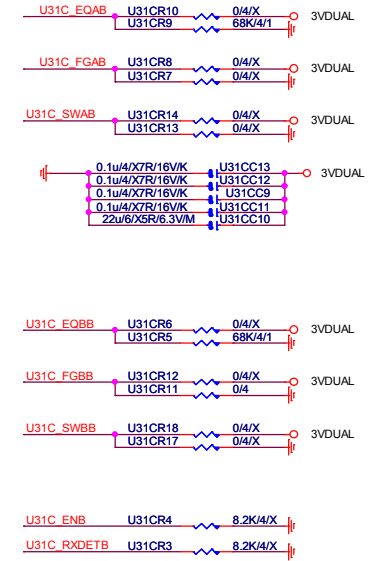 U31C_EQAB U31CR10 0/4/X 3VDUAL
U31CR9 68K/4/1
U31C_FGAB U31CR8 0/4/X 3VDUAL
U31CR7 0/4/X
U31C_SWAB U31CR14 0/4/X 3VDUAL
U31CR13 0/4/X
0.1u/4/X7R/16V/K U31CC13 3VDUAL
0.1u/4/X7R/16V/K U31CC12
0.1u/4/X7R/16V/K U31CC9
0.1u/4/X7R/16V/K U31CC11
22u/6/X5R/6.3V/M U31CC10
U31C_EQBB U31CR6 0/4/X 3VDUAL
U31CR5 68K/4/1
U31C_FGBB U31CR12 0/4/X 3VDUAL
U31CR11 0/4
U31C_SWBB U31CR18 0/4/X 3VDUAL
U31CR17 0/4/X
U31C_ENB U31CR4 8.2K/4/X
U31C_RXDETB U31CR3 8.2K/4/X